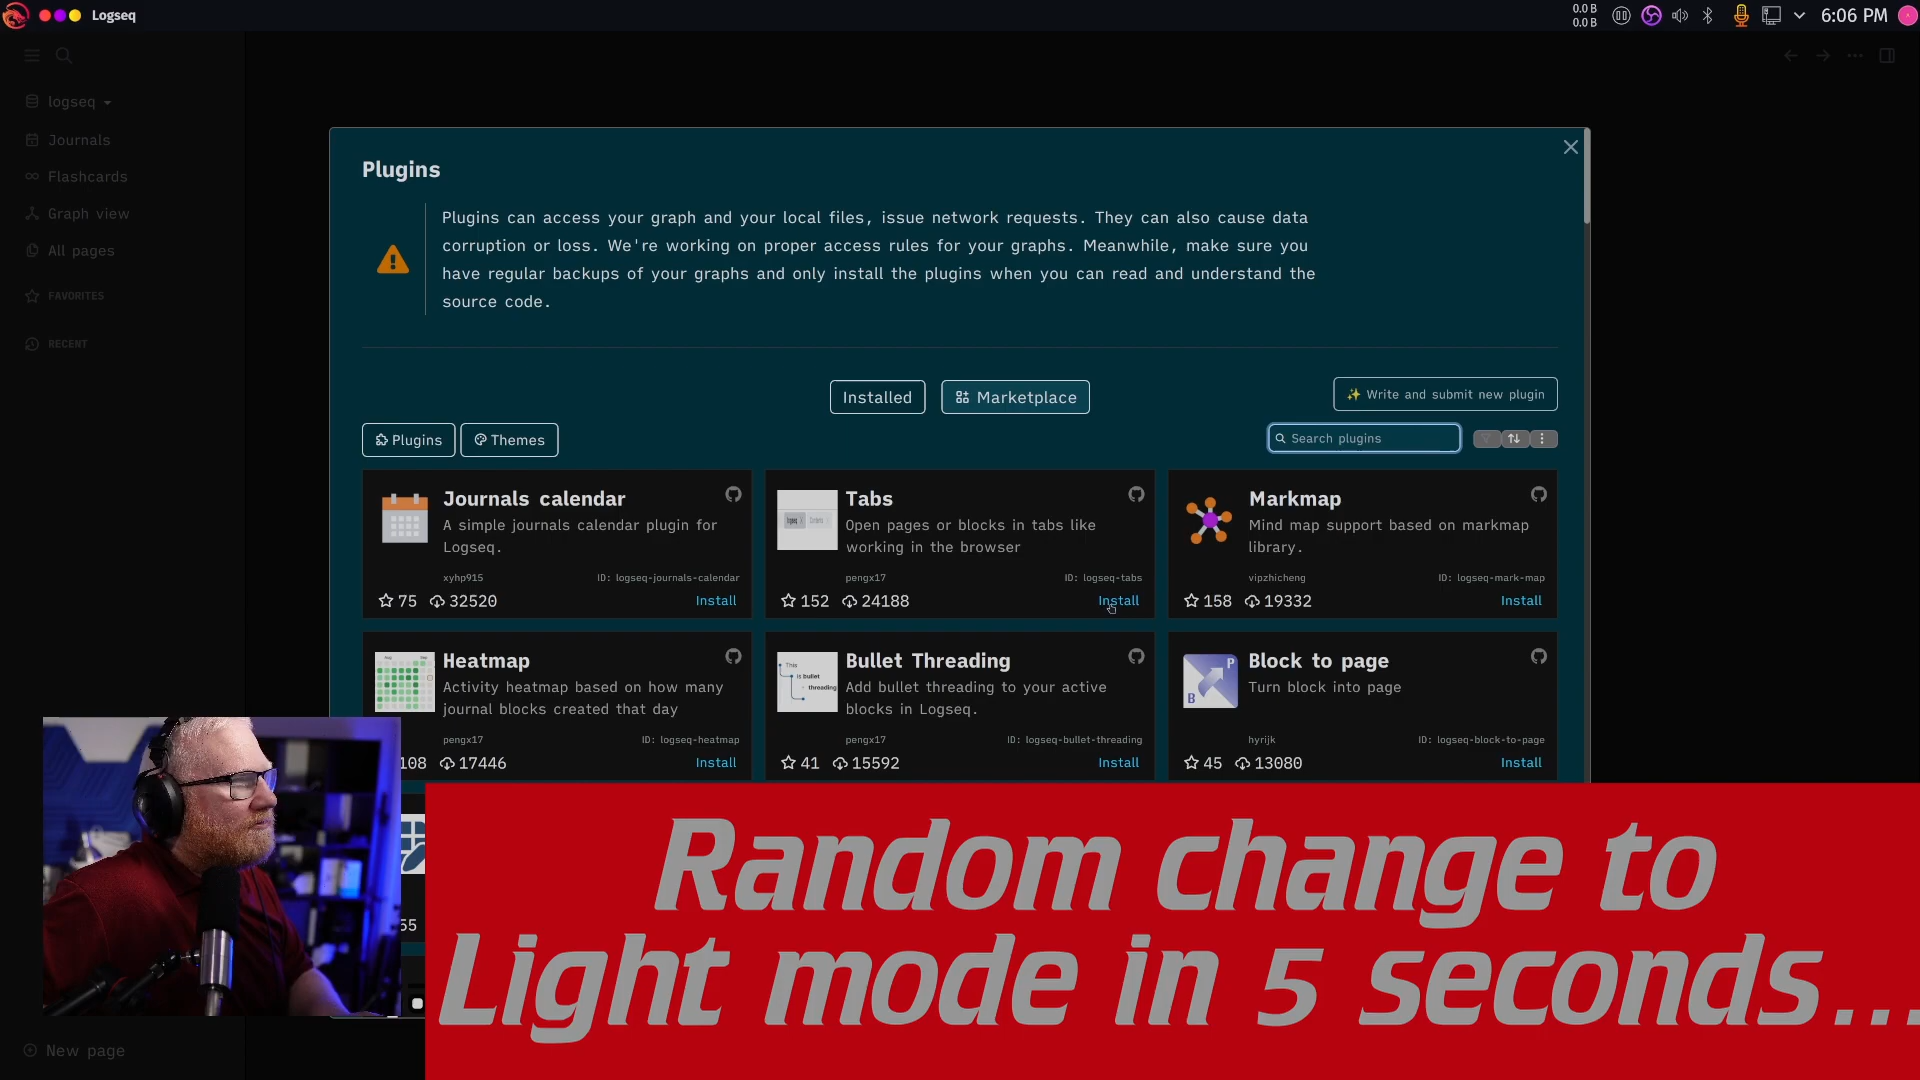 Logseq
0.0 B
0.0 B
6:06 PM
logseq
Journals
Flashcards
Graph view
All pages
FAVORITES
RECENT
New page
Plugins
Plugins can access your graph and your local files, issue network requests. They can also cause data
corruption or loss. We're working on proper access rules for your graphs. Meanwhile, make sure you
have regular backups of your graphs and only install the plugins when you can read and understand the
source code.
Installed
Marketplace
Write and submit new plugin
Plugins
Themes
Search plugins
Journals calendar
A simple journals calendar plugin for
Logseq.
xyhp915 ID: logseq-journals-calendar
75 32520 Install
Tabs
Open pages or blocks in tabs like
working in the browser
pengx17 ID: logseq-tabs
152 24188 Install
Markmap
Mind map support based on markmap
library.
vipzhicheng ID: logseq-mark-map
158 19332 Install
Heatmap
Activity heatmap based on how many
journal blocks created that day
pengx17 ID: logseq-heatmap
108 17446 Install
This
is bullet
threading
Bullet Threading
Add bullet threading to your active
blocks in Logseq.
pengx17 ID: logseq-bullet-threading
41 15592 Install
P
B
Block to page
Turn block into page
hyrijk ID: logseq-block-to-page
45 13080 Install
55
Random change to
Light mode in 5 seconds...